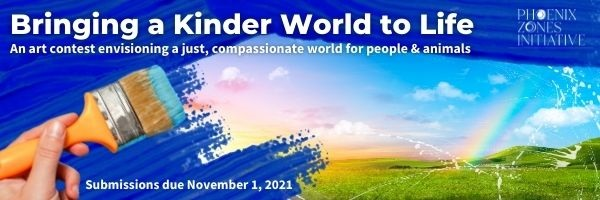 Bringing a Kinder World to Life
An art contest envisioning a just, compassionate world for people & animals
PHOENIX
ZONES
INITIATIVE
Submissions due November 1, 2021